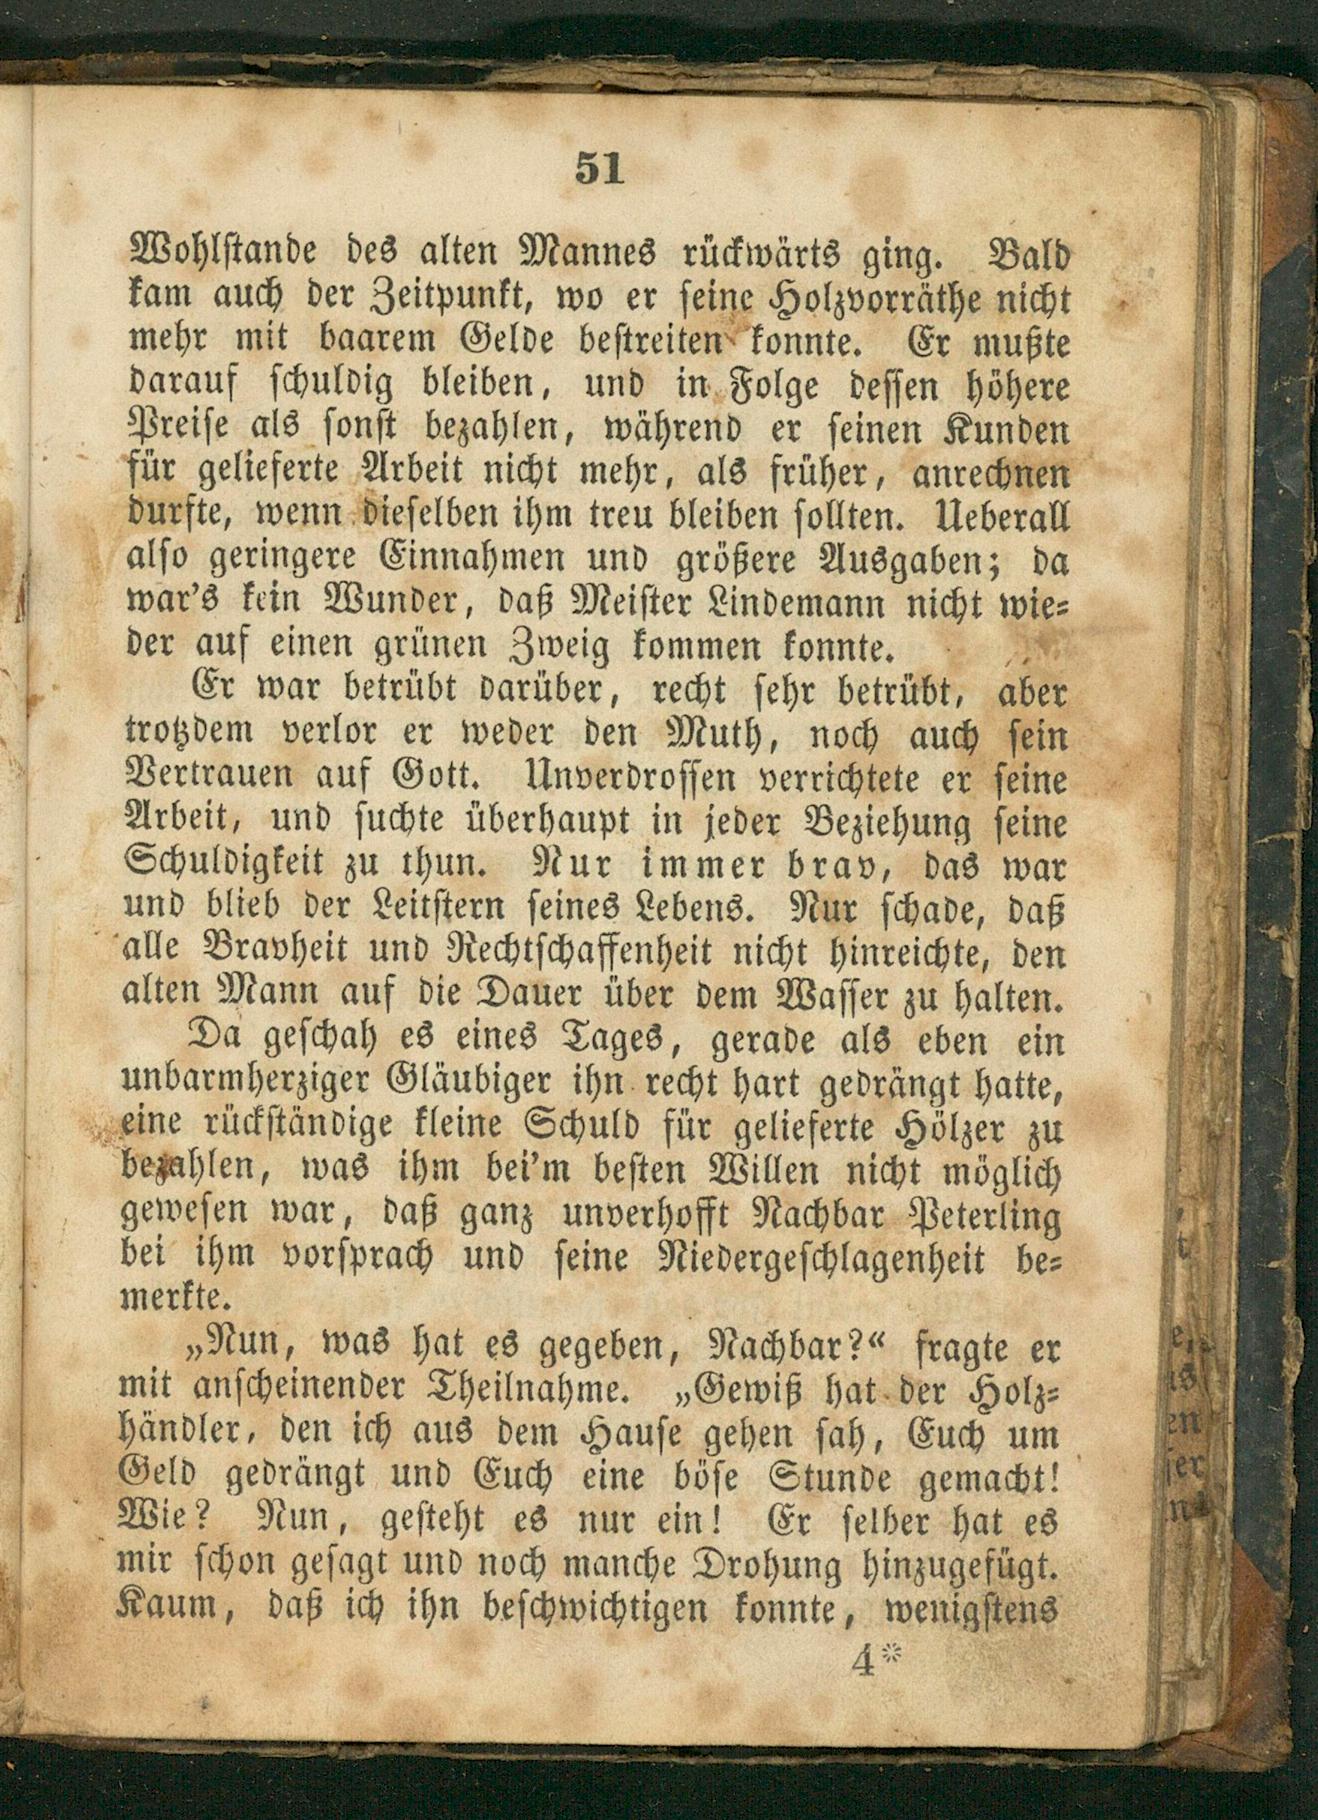 51
Wohlstande des alten Mannes rückwärts ging. Bald
kam auch der Zeitpunkt, wo er seine Holzvorräthe nicht
mehr mit baarem Gelde bestreiten konnte. Er mußte
darauf schuldig bleiben, und in Folge dessen höhere
Preise als sonst bezahlen, während er seinen Kunden
für gelieferte Arbeit nicht mehr, als früher, anrechnen
durfte, wenn dieselben ihm treu bleiben sollten. Ueberall
also geringere Einnahmen und größere Ausgaben; da
war's kein Wunder, daß Meister Lindemann nicht wie=
der auf einen grünen Zweig kommen konnte.
Er war betrübt darüber, recht sehr betrübt, aber
trotzdem verlor er weder den Muth, noch auch sein
Vertrauen auf Gott. Unverdrossen verrichtete er seine
Arbeit, und suchte überhaupt in jeder Beziehung seine
Schuldigkeit zu thun. Nur immer brav, das war
und blieb der Leitstern seines Lebens. Nur schade, daß
alle Bravheit und Rechtschaffenheit nicht hinreichte, den
alten Mann auf die Dauer über dem Wasser zu halten.
Da geschah es eines Tages, gerade als eben ein
unbarmherziger Gläubiger ihn recht hart gedrängt hatte,
eine rückständige kleine Schuld für gelieferte Hölzer zu
bezahlen, was ihm bei'm besten Willen nicht möglich
gewesen war, daß ganz unverhofft Nachbar Peterling
bei ihm vorsprach und seine Niedergeschlagenheit be=
merkte.
„Nun, was hat es gegeben, Nachbar?“ fragte er
mit anscheinender Theilnahme. „Gewiß hat der Holz=
händler, den ich aus dem Hause gehen sah, Euch um
Geld gedrängt und Euch eine böse Stunde gemacht!
Wie? Nun, gesteht es nur ein! Er selber hat es
mir schon gesagt und noch manche Drohung hinzugefügt.
Kaum, daß ich ihn beschwichtigen konnte, wenigstens
4*